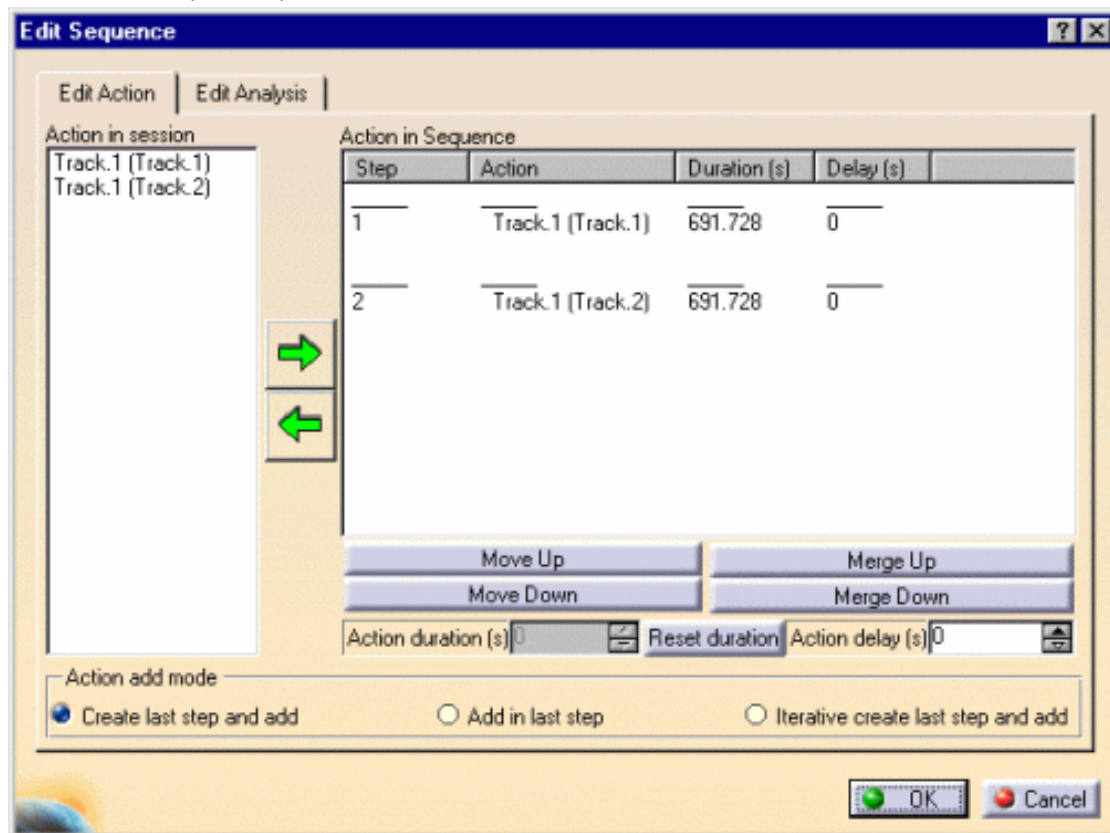 Edit Sequence
Edit Action Edit Analysis
Action in session
Track.1 (Track.1)
Track.1 (Track.2)
Action in Sequence
Step Action Duration (s) Delay (s)
1 Track.1 (Track.1) 691.728 0
2 Track.1 (Track.2) 691.728 0
Move Up Merge Up
Move Down Merge Down
Action duration (s) 0 Reset duration Action delay (s) 0
Action add mode
Create last step and add Add in last step Iterative create last step and add
OK Cancel